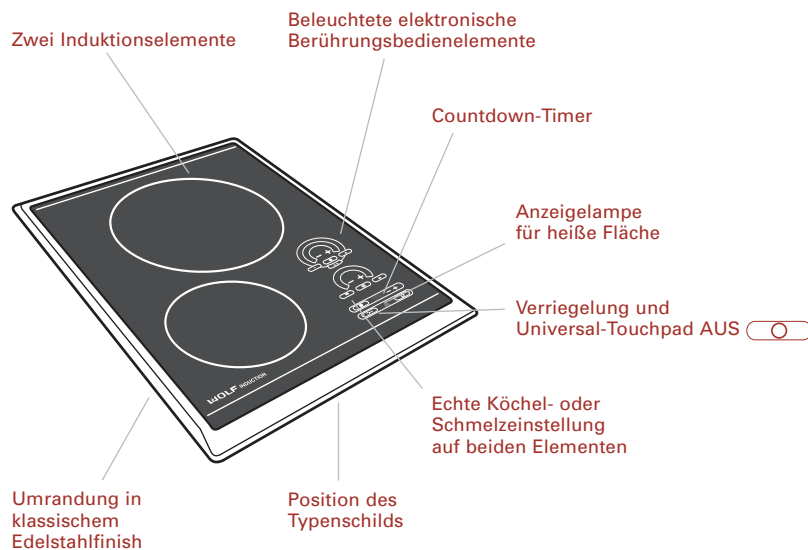 Beleuchtete elektronische
Berührungsbedienelemente
Zwei Induktionselemente
Countdown-Timer
Anzeigelampe
für heiße Fläche
Verriegelung und
Universal-Touchpad AUS
Echte Köchel- oder
Schmelzeinstellung
auf beiden Elementen
WOLF INDUCTION
Umrandung in
klassischem
Edelstahlfinish
Position des
Typenschilds